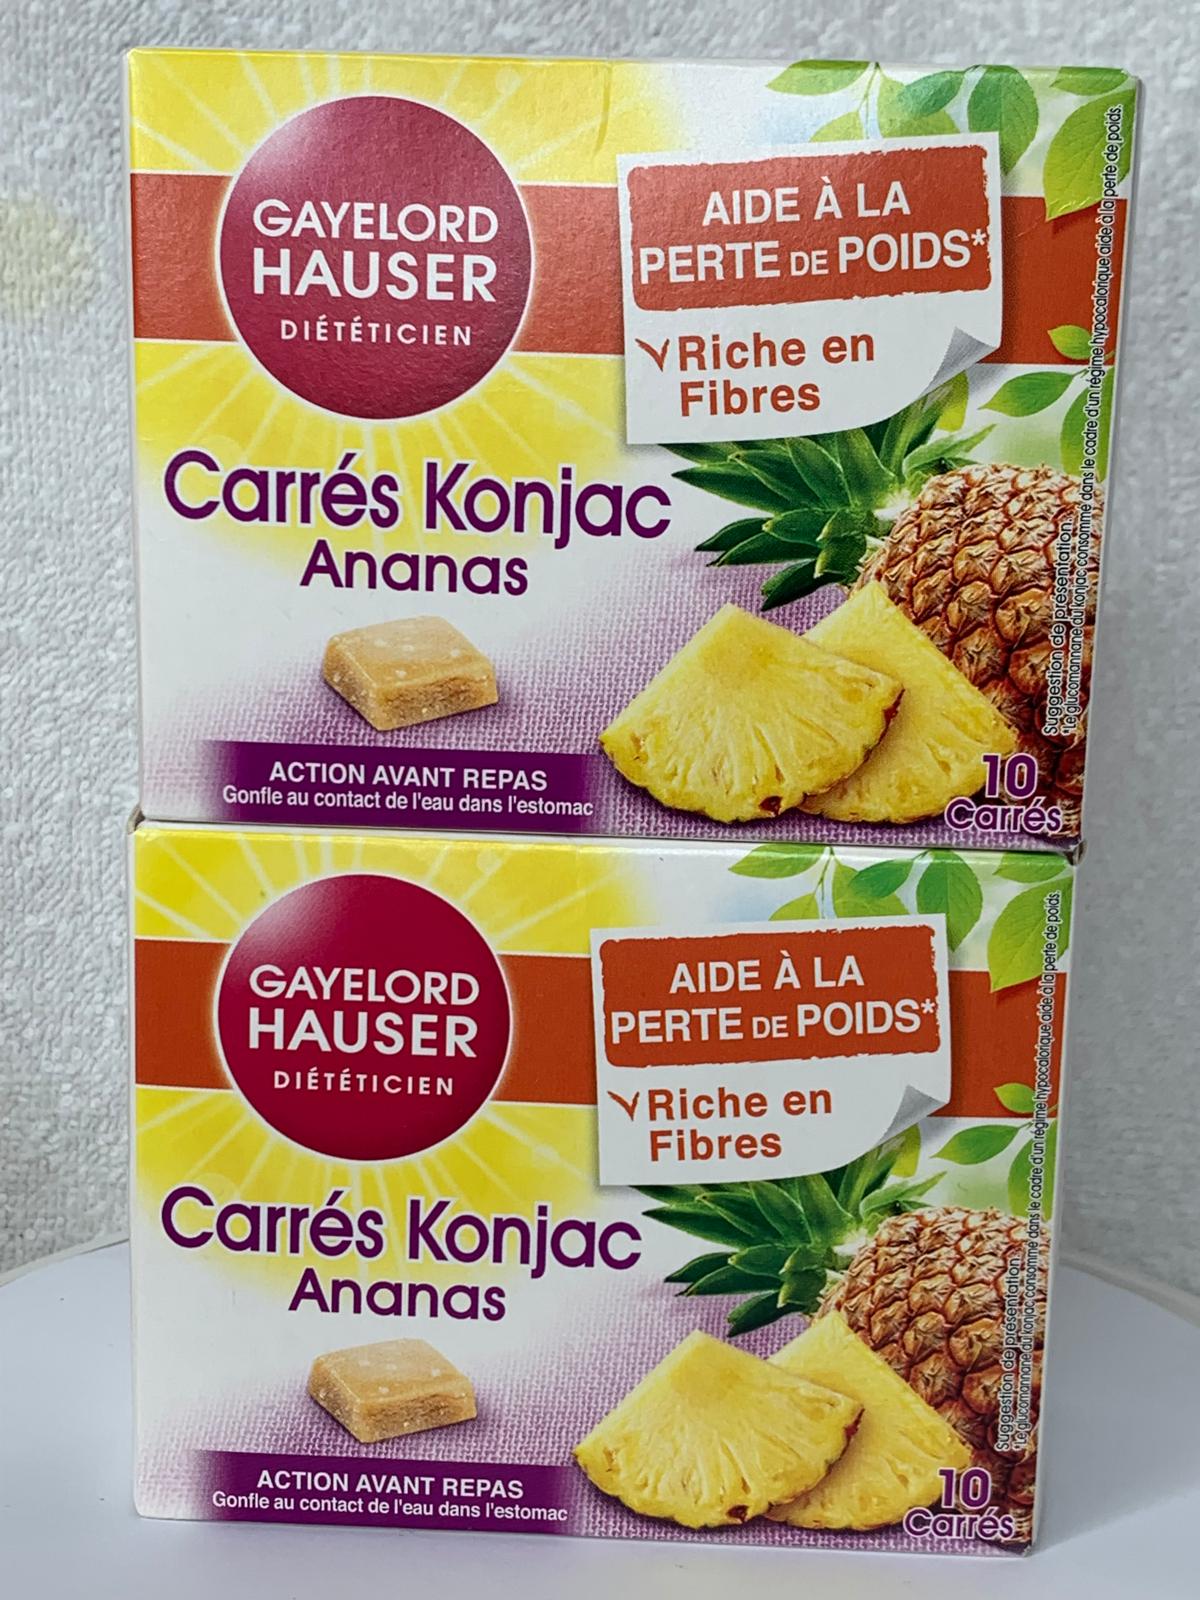 GAYELORD
HAUSER
DIÉTÉTICIEN
AIDE À LA
PERTE DE POIDS*
Riche en
Fibres
Carrés Konjac
Ananas
ACTION AVANT REPAS
Gonfle au contact de l'eau dans l'estomac
10
Carrés
Suggestion de présentation.
*Le glucomannane du konjac consommé dans le cadre d'un régime hypocalorique aide à la perte de poids.
GAYELORD
HAUSER
DIÉTÉTICIEN
AIDE À LA
PERTE DE POIDS*
Riche en
Fibres
Carrés Konjac
Ananas
ACTION AVANT REPAS
Gonfle au contact de l'eau dans l'estomac
10
Carrés
Suggestion de présentation.
*Le glucomannane du konjac consommé dans le cadre d'un régime hypocalorique aide à la perte de poids.